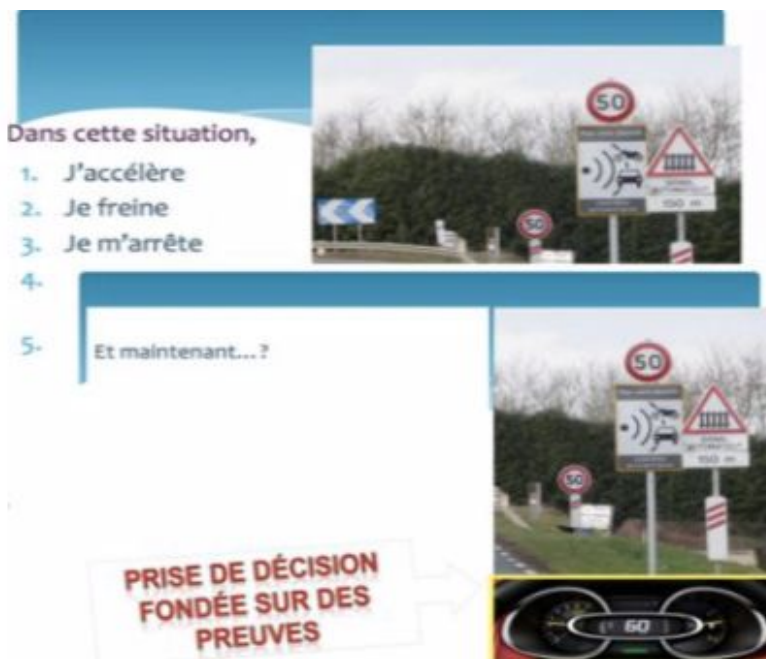 Dans cette situation,
1. J'accélère
2. Je freine
3. Je m'arrête
4.
5.
50
50
150 m
Et maintenant...?
50
50
150 m
PRISE DE DÉCISION
FONDÉE SUR DES
PREUVES
60